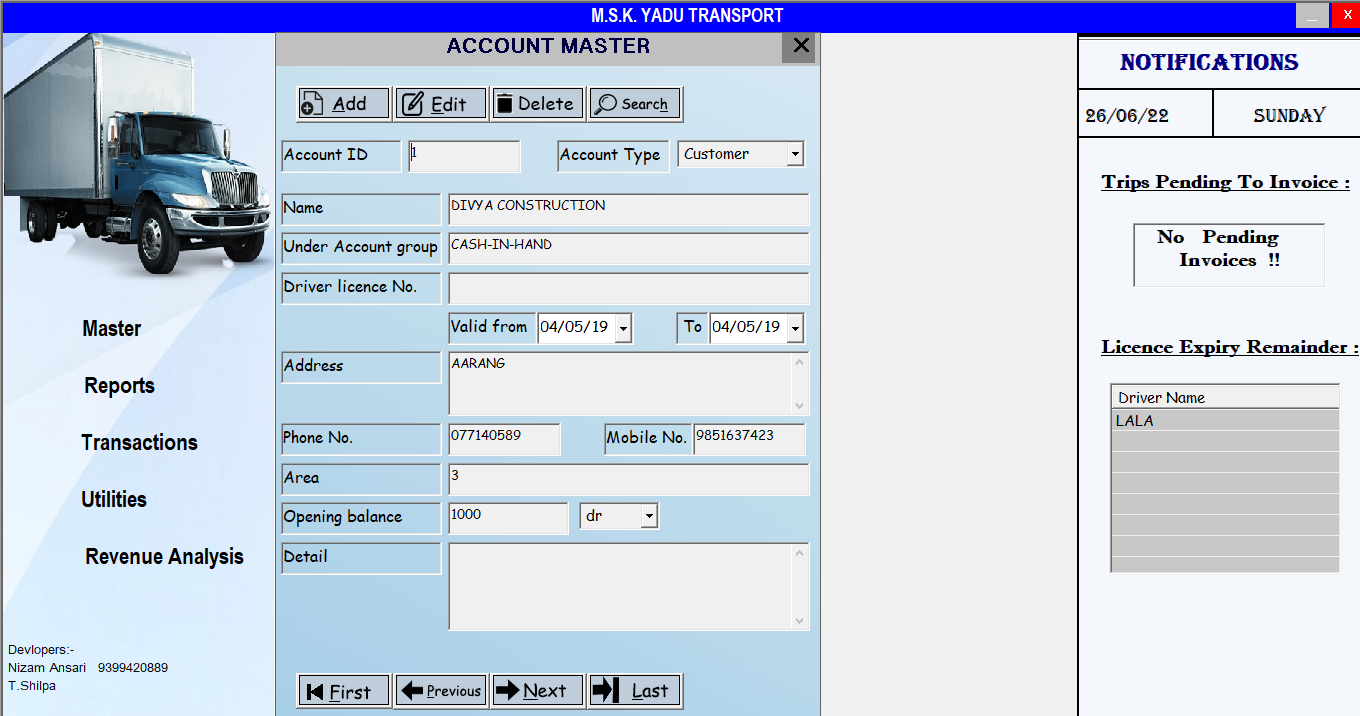 M.S.K. YADU TRANSPORT
_ X
ACCOUNT MASTER X
Add Edit Delete Search
Account ID 1 Account Type Customer
Name DIVYA CONSTRUCTION
Under Account group CASH-IN-HAND
Driver licence No.
Valid from 04/05/19 To 04/05/19
Address AARANG
Phone No. 077140589 Mobile No. 9851637423
Area 3
Opening balance 1000 dr
Detail
First Previous Next Last
Master
Reports
Transactions
Utilities
Revenue Analysis
Devlopers:-
Nizam Ansari 9399420889
T.Shilpa
NOTIFICATIONS
26/06/22 SUNDAY
Trips Pending To Invoice :
No Pending
Invoices !!
Licence Expiry Remainder :
Driver Name
LALA